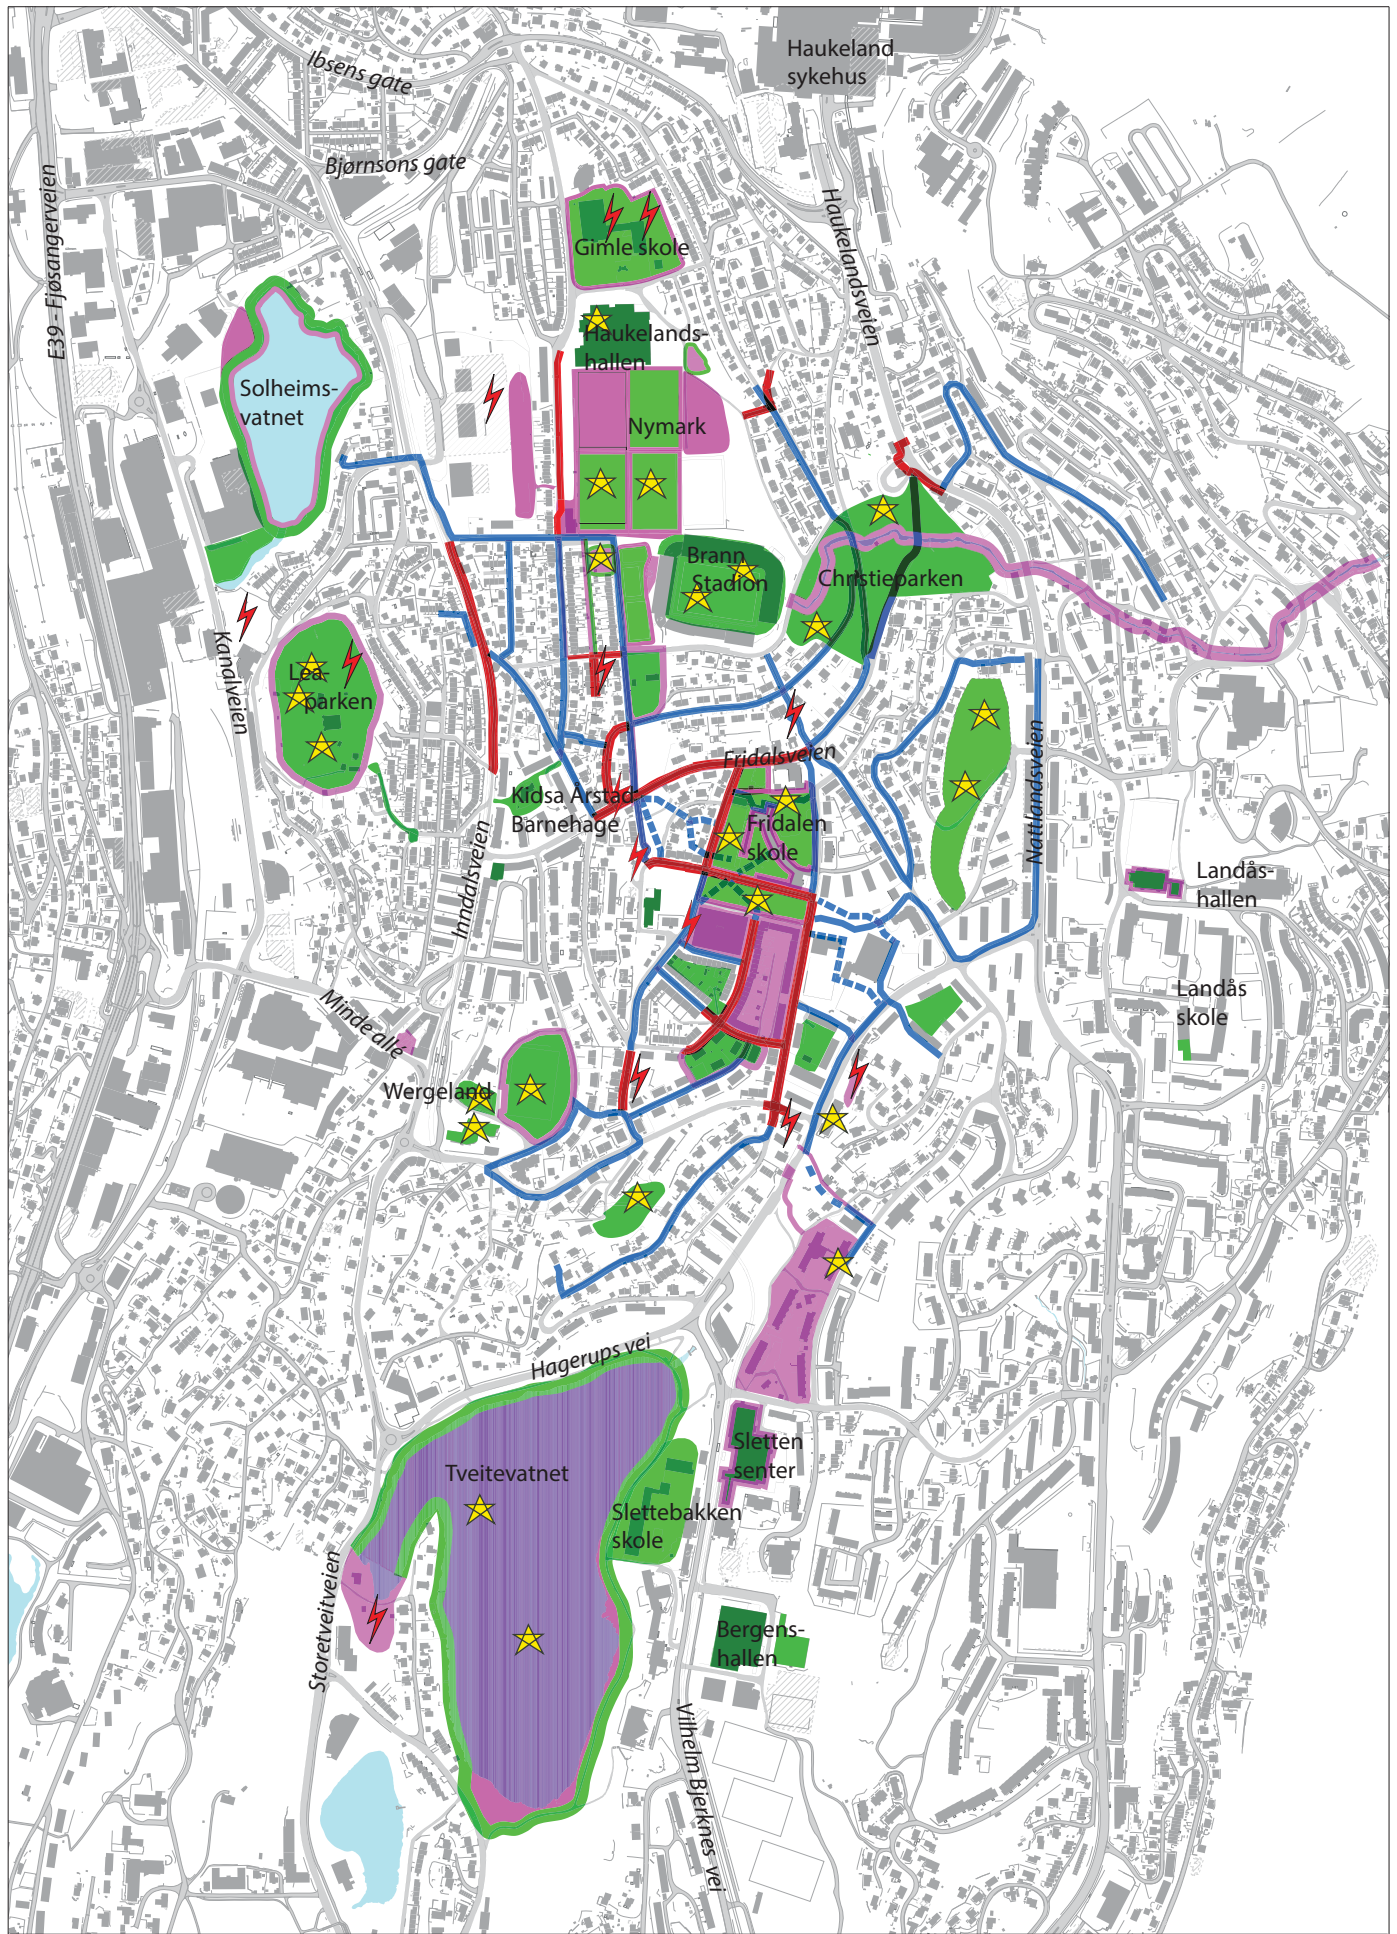 Haukeland
sykehus
Ibsens gate
Bjørnsons gate
E39 - Fjøsangerveien
Haukelandsveien
Gimle skole
Haukelands-
hallen
Solheims-
vatnet
Nymark
Brann
Stadion
Christieparken
Kanalveien
Lea
parken
Fridalsveien
Nattlandsveien
Kidsa Årstad
Barnehage
Fridalen
skole
Inndalsveien
Landås-
hallen
Landås
skole
Minde allé
Wergeland
Hagerups vei
Sletten
senter
Tveitevatnet
Slettebakken
skole
Storetveitveien
Bergens-
hallen
Vilhelm Bjerknes vei